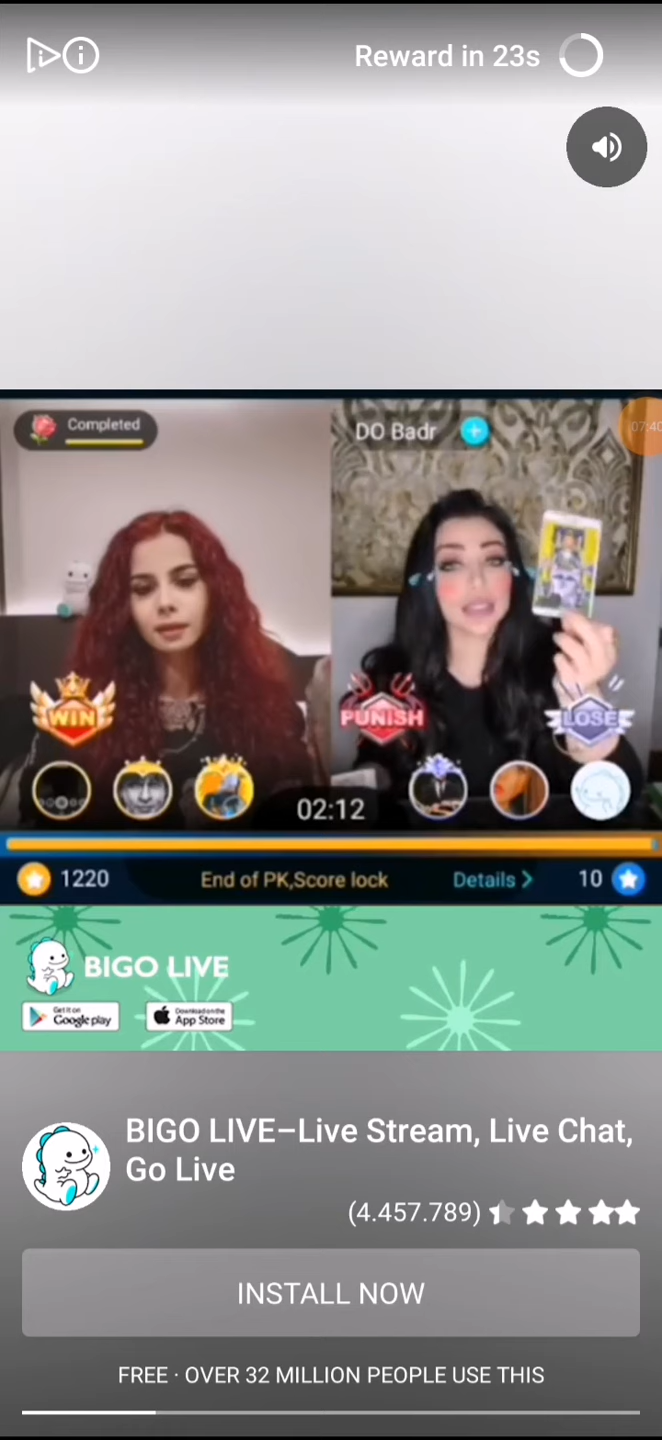 Reward in 23s
Completed
DO Badr
07:40
WIN
PUNISH
LOSE
02:12
1220
End of PK,Score lock
Details
10
BIGO LIVE
Get it on
Google play
Download on the
App Store
BIGO LIVE–Live Stream, Live Chat,
Go Live
(4.457.789)
INSTALL NOW
FREE · OVER 32 MILLION PEOPLE USE THIS